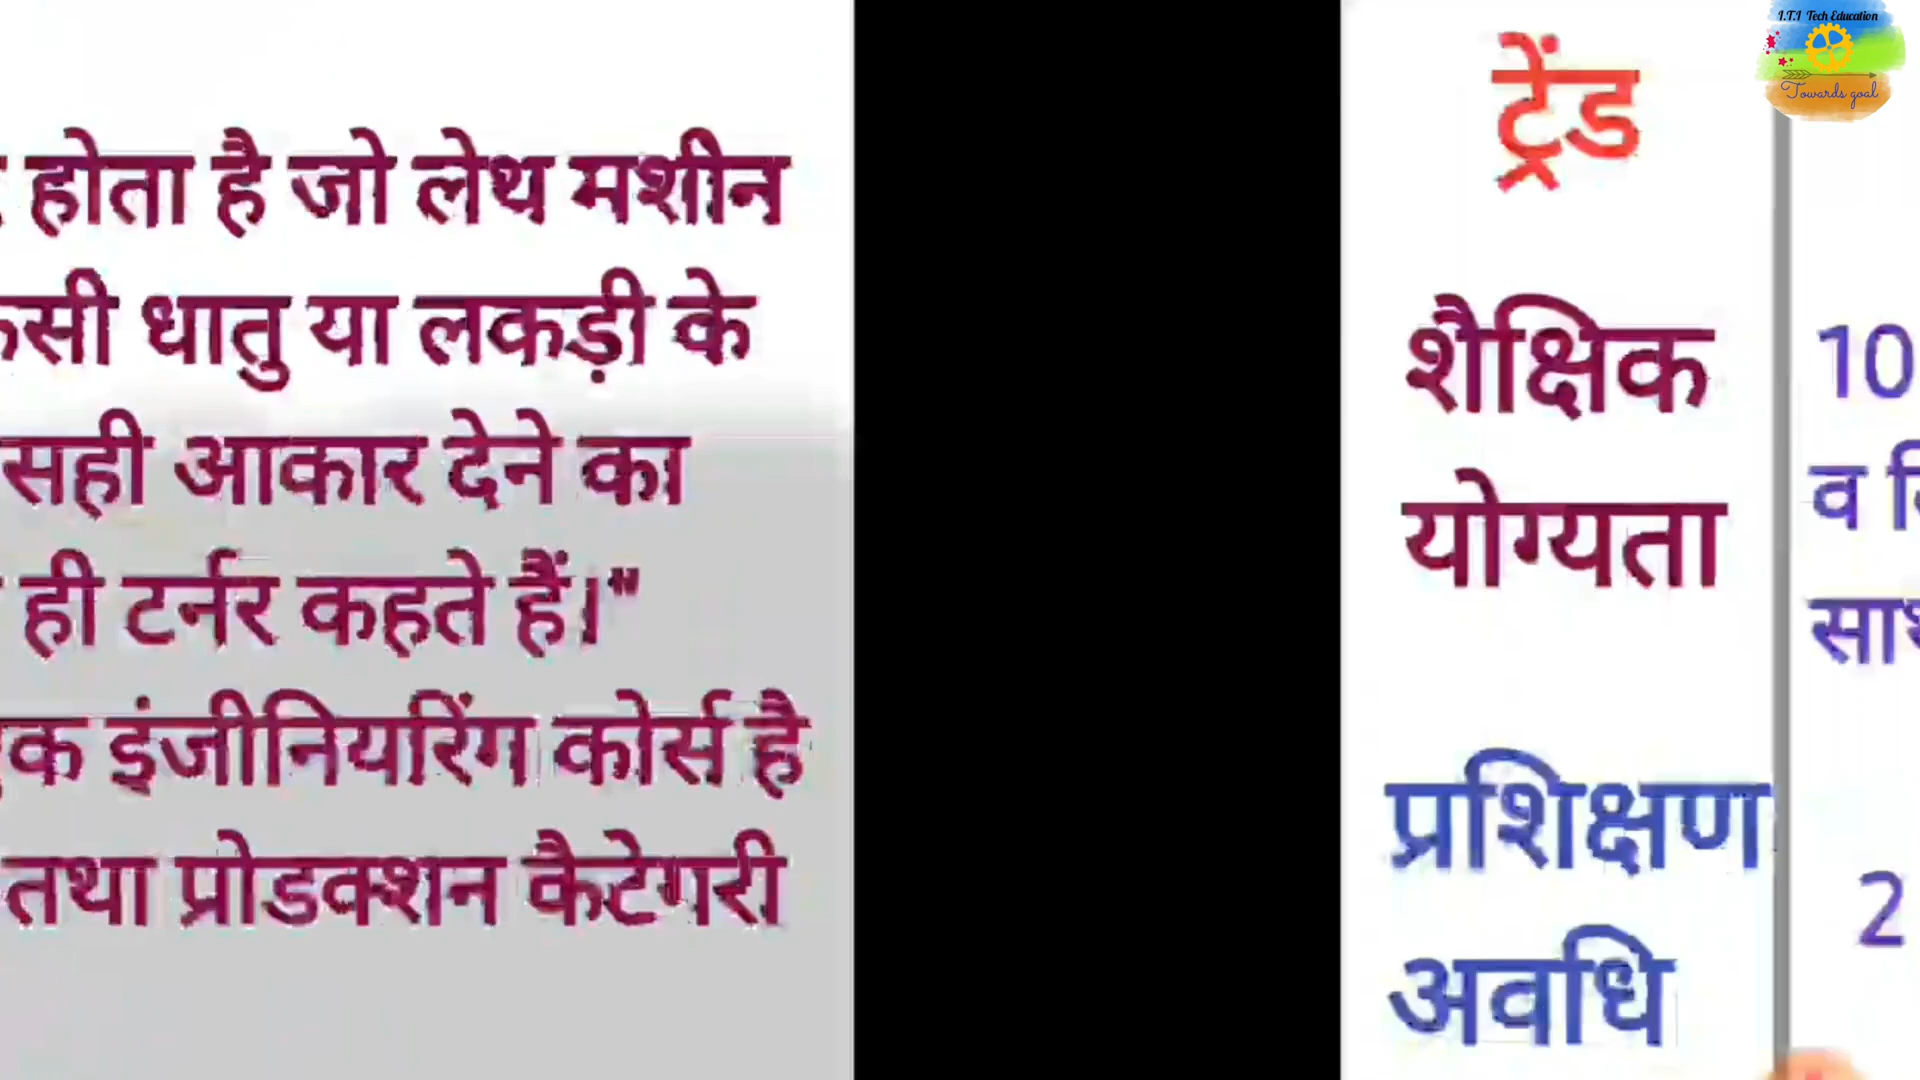 होता है जो लेथ मशीन
धातु या लकड़ी के
सही आकार देने का
ही टर्नर कहते हैं।"
इंजीनियरिंग कोर्स है
तथा प्रोडक्शन कैटेगरी
ट्रेंड
शैक्षिक
योग्यता
प्रशिक्षण
अवधि
10
व
2
I.T.I Tech Education
Towards goal